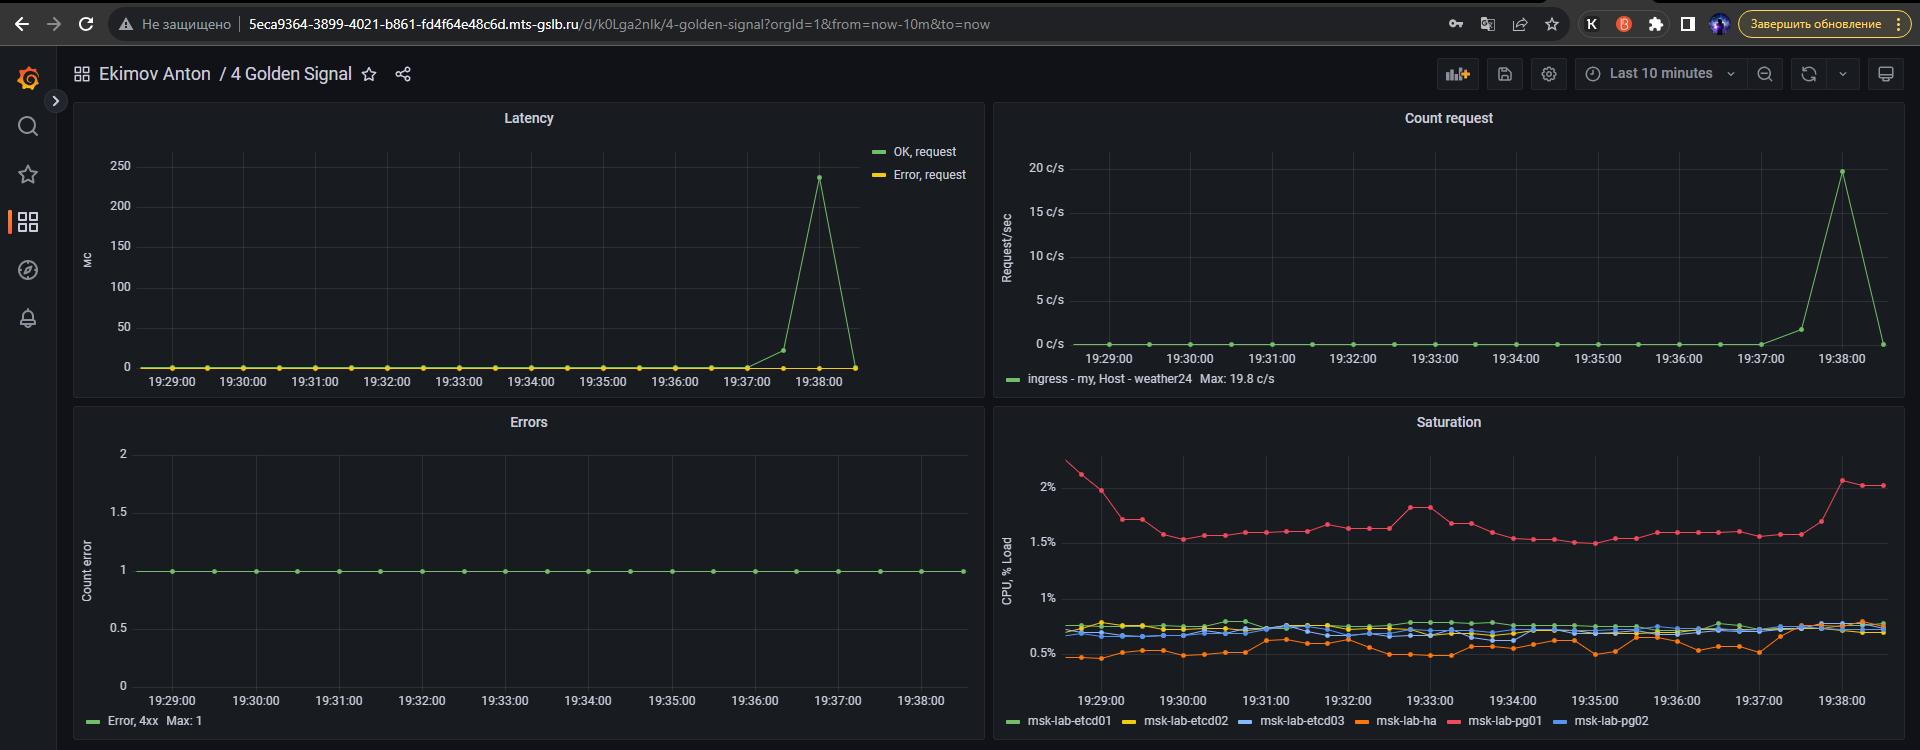 Не защищено
5eca9364-3899-4021-b861-fd4f64e48c6d.mts-gslb.ru/d/k0Lga2nIk/4-golden-signal?orgId=1&from=now-10m&to=now
Завершить обновление
Ekimov Anton / 4 Golden Signal
Last 10 minutes
Latency
мс
250
200
150
100
50
0
19:29:00 19:30:00 19:31:00 19:32:00 19:33:00 19:34:00 19:35:00 19:36:00 19:37:00 19:38:00
OK, request
Error, request
Count request
Request/sec
20 c/s
15 c/s
10 c/s
5 c/s
0 c/s
19:29:00 19:30:00 19:31:00 19:32:00 19:33:00 19:34:00 19:35:00 19:36:00 19:37:00 19:38:00
ingress - my, Host - weather24 Max: 19.8 c/s
Errors
Count error
2
1.5
1
0.5
0
19:29:00 19:30:00 19:31:00 19:32:00 19:33:00 19:34:00 19:35:00 19:36:00 19:37:00 19:38:00
Error, 4xx Max: 1
Saturation
CPU, % Load
2%
1.5%
1%
0.5%
19:29:00 19:30:00 19:31:00 19:32:00 19:33:00 19:34:00 19:35:00 19:36:00 19:37:00 19:38:00
msk-lab-etcd01 msk-lab-etcd02 msk-lab-etcd03 msk-lab-ha msk-lab-pg01 msk-lab-pg02